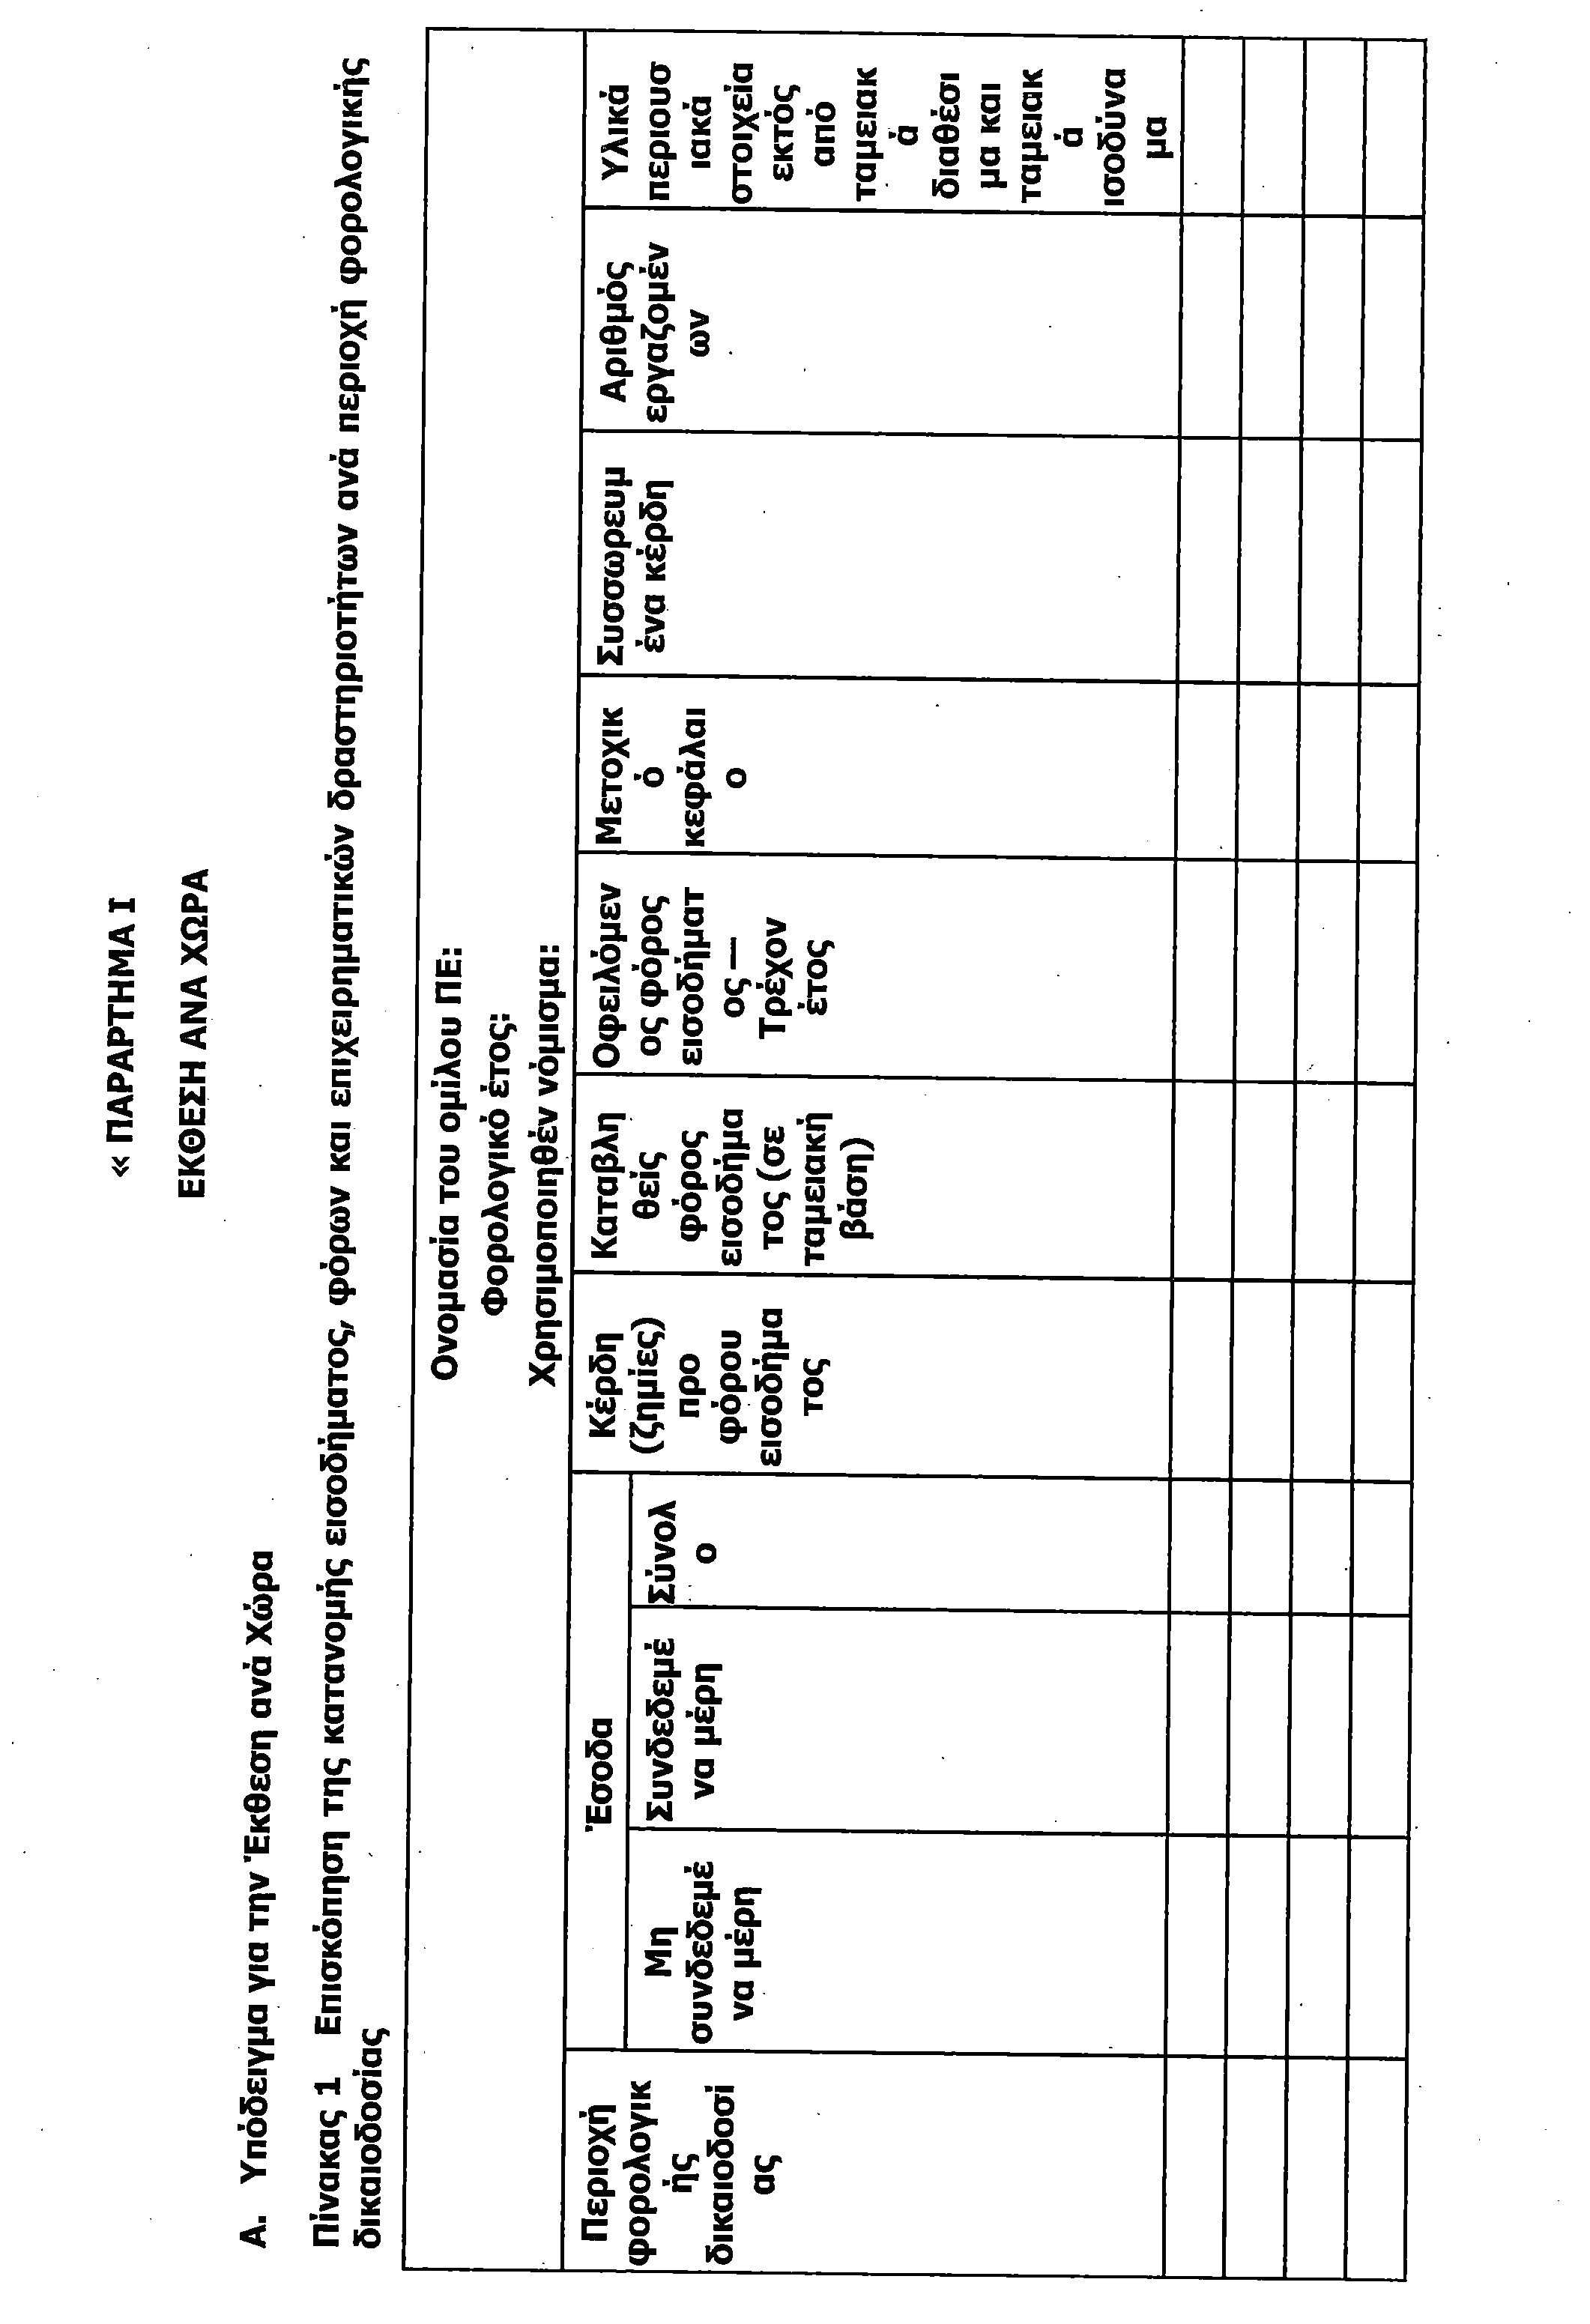 « ΠΑΡΑΡΤΗΜΑ Ι
ΕΚΘΕΣΗ ΑΝΑ ΧΩΡΑ
Α. Υπόδειγμα για την Έκθεση ανά Χώρα
Πίνακας 1 Επισκόπηση της κατανομής εισοδήματος, φόρων και επιχειρηματικών δραστηριοτήτων ανά περιοχή φορολογικής
δικαιοδοσίας
Ονομασία του ομίλου ΠΕ:
Φορολογικό έτος:
Χρησιμοποιηθέν νόμισμα:
Περιοχή
φορολογικ
ής
δικαιοδοσί
ας
Έσοδα
Μη
συνδεδεμέ
να μέρη
Συνδεδεμέ
να μέρη
Σύνολ
ο
Κέρδη
(ζημίες)
προ
φόρου
εισοδήμα
τος
Καταβλη
θείς
φόρος
εισοδήμα
τος (σε
ταμειακή
βάση)
Οφειλόμεν
ος φόρος
εισοδήματ
ος —
Τρέχον
έτος
Μετοχικ
ό
κεφάλαι
ο
Συσσωρευμ
ένα κέρδη
Αριθμός
εργαζομέν
ων
Υλικά
περιουσ
ιακά
στοιχεία
εκτός
από
ταμειακ
ά
διαθέσι
μα και
ταμειακ
ά
ισοδύνα
μα